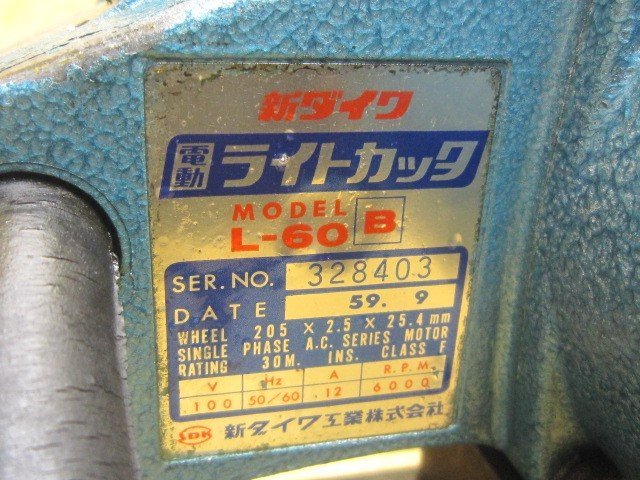 新ダイワ
電動 ライトカッタ
MODEL L-60 B
SER. NO. 328403
DATE 59. 9
WHEEL 205 × 2.5 × 25.4 mm
SINGLE PHASE A.C. SERIES MOTOR
RATING 30M. INS. CLASS F
V Hz A R.P.M.
100 50/60 12 6000
SDK 新ダイワ工業株式会社